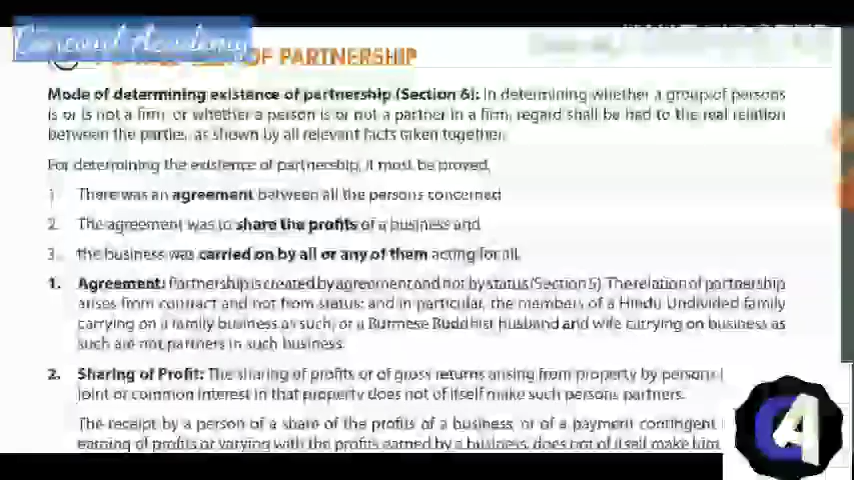 Concord Academy
OF PARTNERSHIP
Mode of determining existence of partnership (Section 6): In determining whether a group of persons
is or is not a firm, or whether a person is or not a partner in a firm, regard shall be had to the real relation
between the parties, as shown by all relevant facts taken together.
For determining the existence of partnership, it must be proved.
1. There was an agreement between all the persons concerned
2. The agreement was to share the profits of a business and
3. the business was carried on by all or any of them acting for all.
1. Agreement: Partnership is created by agreement and not by status (Section 5) The relation of partnership
arises from contract and not from status; and in particular, the members of a Hindu Undivided family
carrying on a family business as such, or a Burmese Buddhist husband and wife carrying on business as
such are not partners in such business.
2. Sharing of Profit: The sharing of profits or of gross returns arising from property by persons
joint or common interest in that property does not of itself make such persons partners.
The receipt by a person of a share of the profits of a business, or of a payment contingent
earning of profits or varying with the profits earned by a business, does not of itself make him
CA